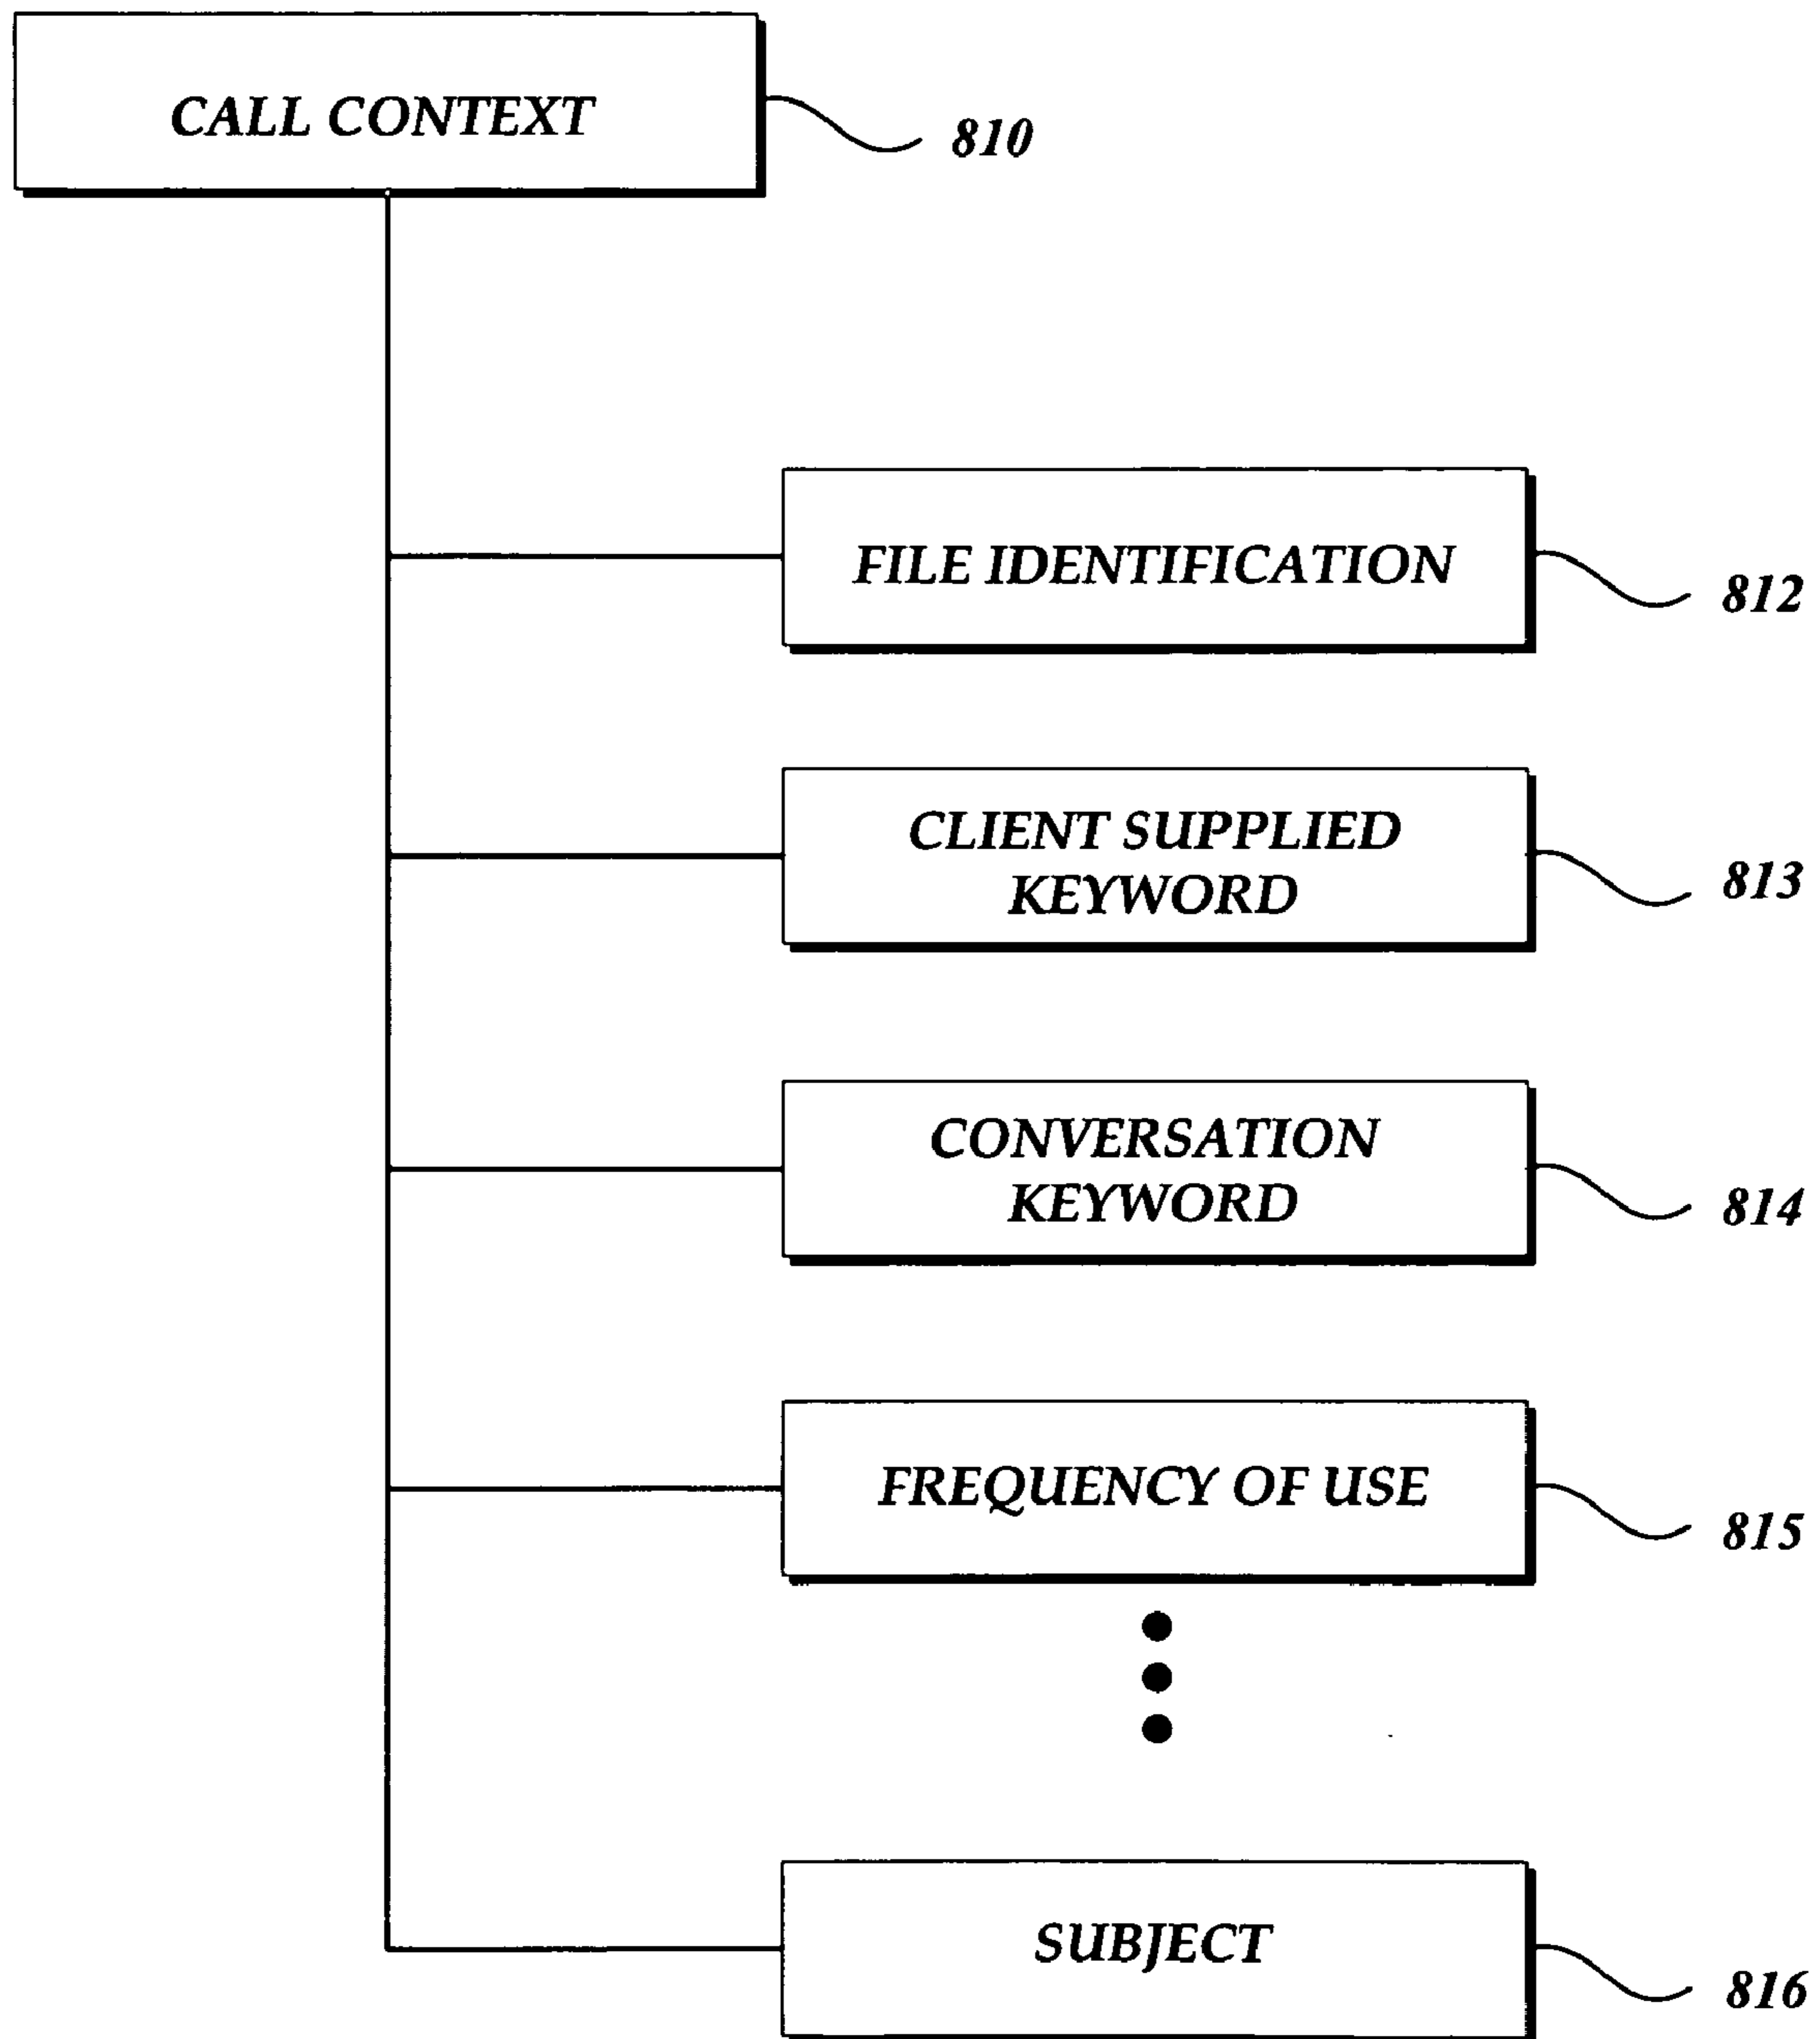 CALL CONTEXT
810
FILE IDENTIFICATION
812
CLIENT SUPPLIED
KEYWORD
813
CONVERSATION
KEYWORD
814
FREQUENCY OF USE
815
SUBJECT
816